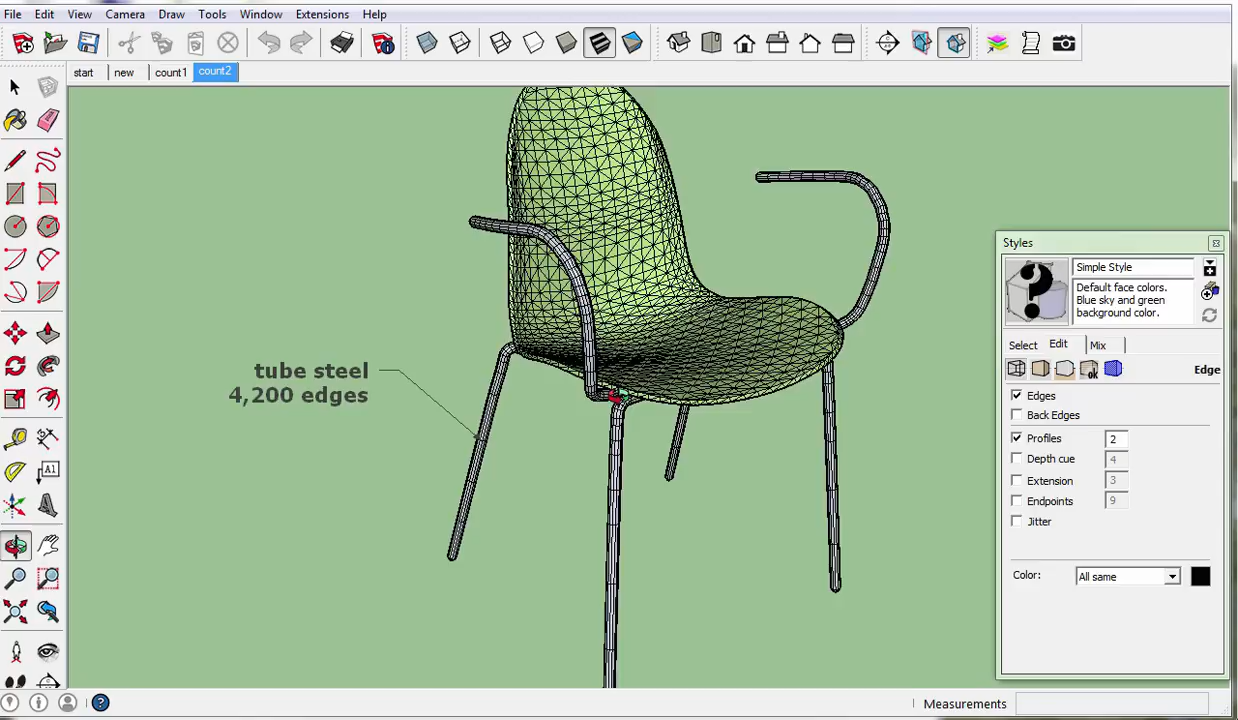 File Edit View Camera Draw Tools Window Extensions Help
start new count1 count2
A1
tube steel
4,200 edges
Styles
Simple Style
Default face colors.
Blue sky and green
background color.
Select Edit Mix
ok
Edge
Edges
Back Edges
Profiles 2
Depth cue 4
Extension 3
Endpoints 9
Jitter
Color: All same
Measurements